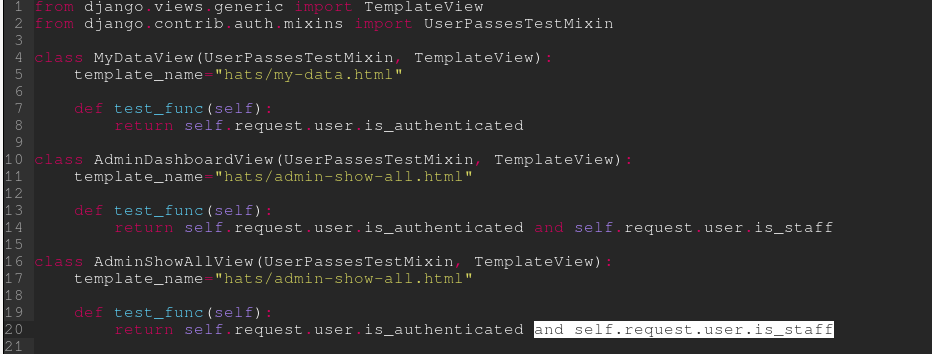 1 from django.views.generic import TemplateView
2 from django.contrib.auth.mixins import UserPassesTestMixin
3
4 class MyDataView(UserPassesTestMixin, TemplateView):
5     template_name="hats/my-data.html"
6
7     def test_func(self):
8         return self.request.user.is_authenticated
9
10 class AdminDashboardView(UserPassesTestMixin, TemplateView):
11     template_name="hats/admin-show-all.html"
12
13     def test_func(self):
14         return self.request.user.is_authenticated and self.request.user.is_staff
15
16 class AdminShowAllView(UserPassesTestMixin, TemplateView):
17     template_name="hats/admin-show-all.html"
18
19     def test_func(self):
20         return self.request.user.is_authenticated and self.request.user.is_staff
21